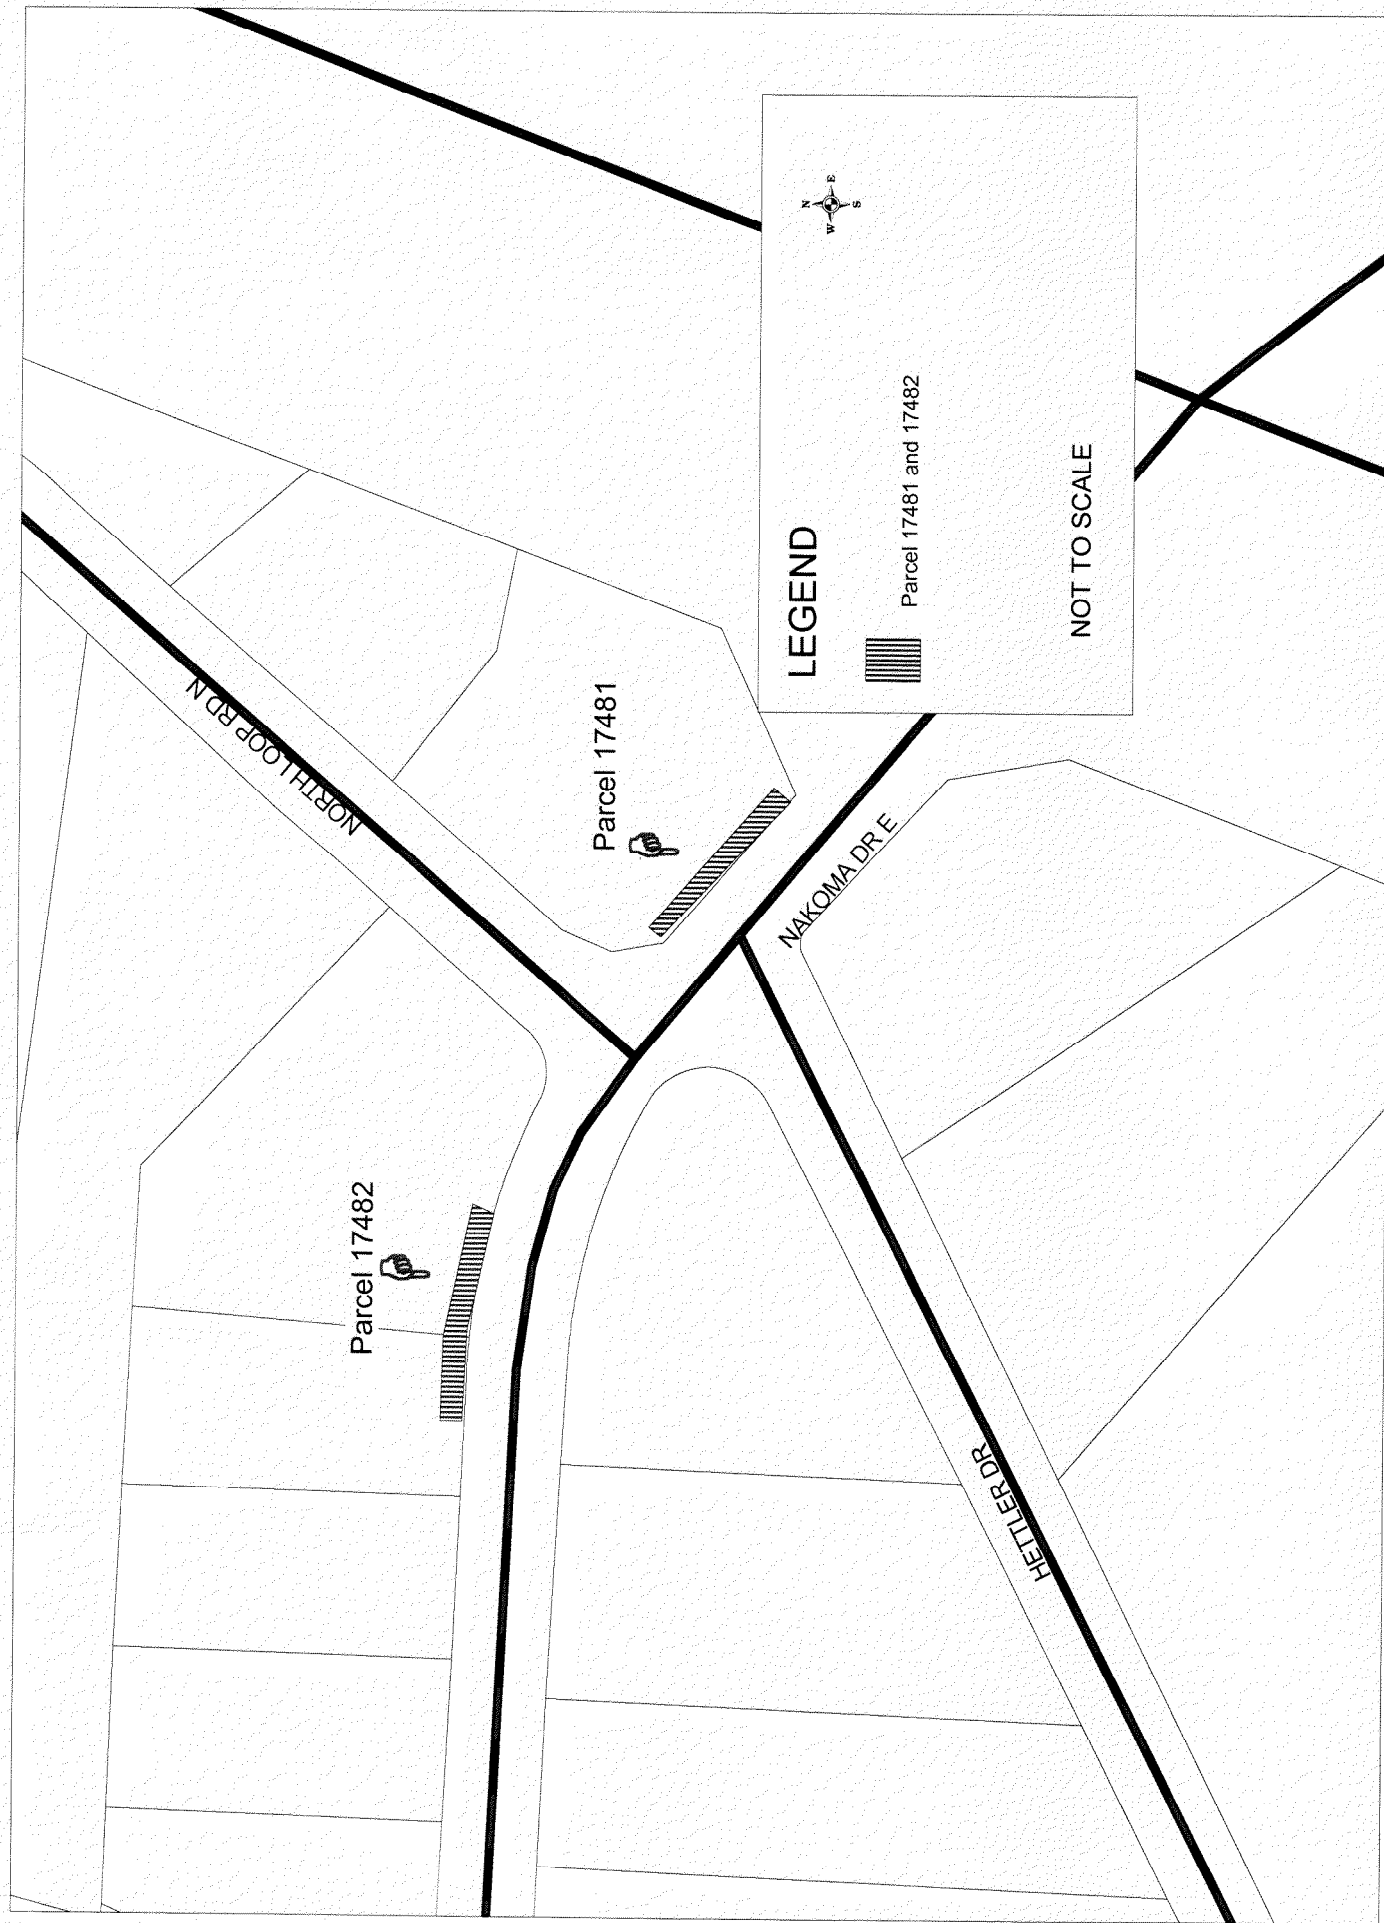 NORTH LOOP RD N
Parcel 17482
Parcel 17481
NAKOMA DR E
HETTLER DR
LEGEND
Parcel 17481 and 17482
NOT TO SCALE
N
W E
S